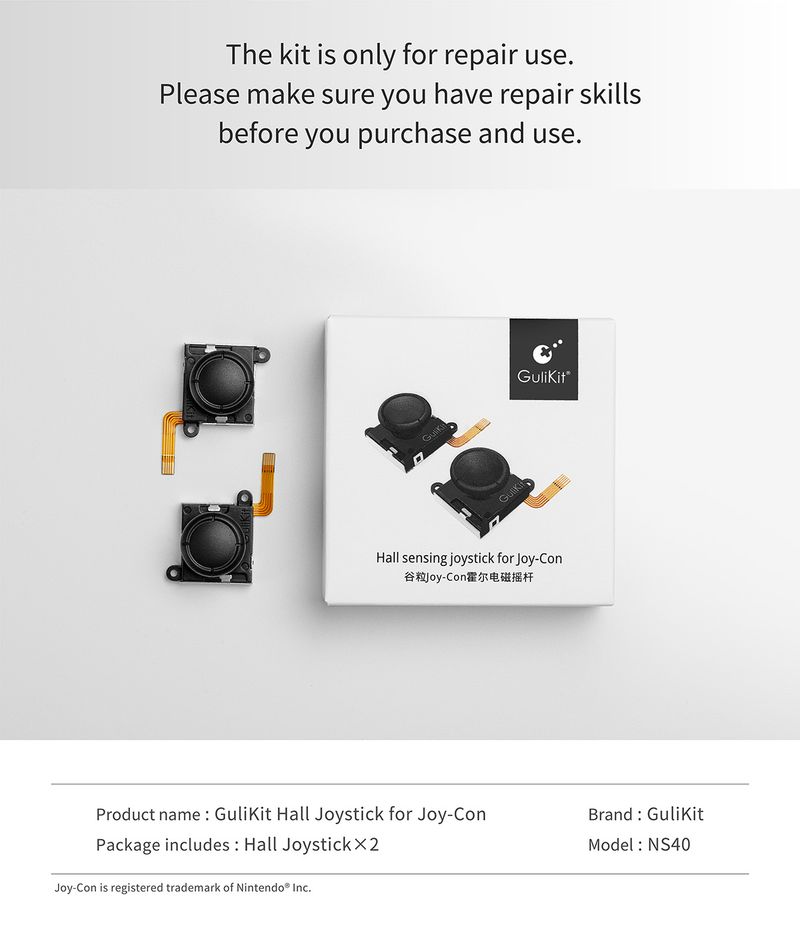 The kit is only for repair use.
Please make sure you have repair skills
before you purchase and use.
GuliKit®
GuliKit
GuliKit
GuliKit
Hall sensing joystick for Joy-Con
谷粒Joy-Con霍尔电磁摇杆
Product name : GuliKit Hall Joystick for Joy-Con
Brand : GuliKit
Package includes : Hall Joystick×2
Model : NS40
Joy-Con is registered trademark of Nintendo® Inc.